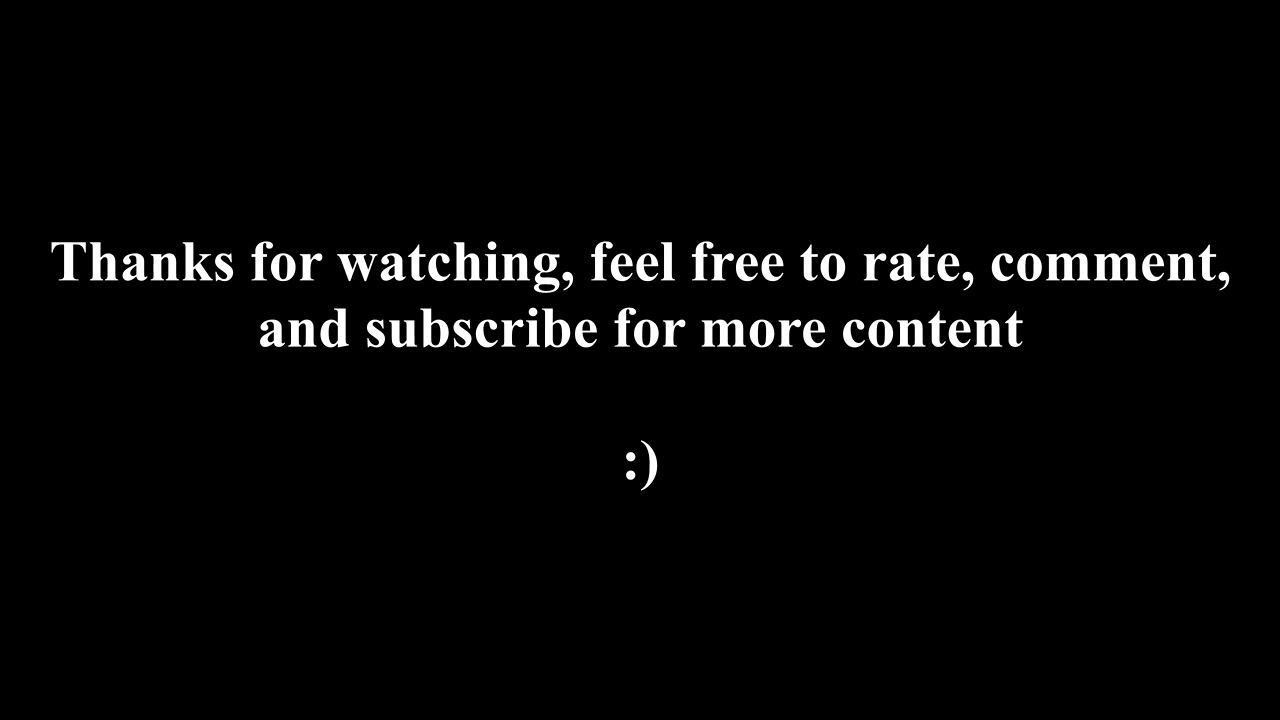 Thanks for watching, feel free to rate, comment,
and subscribe for more content
:)